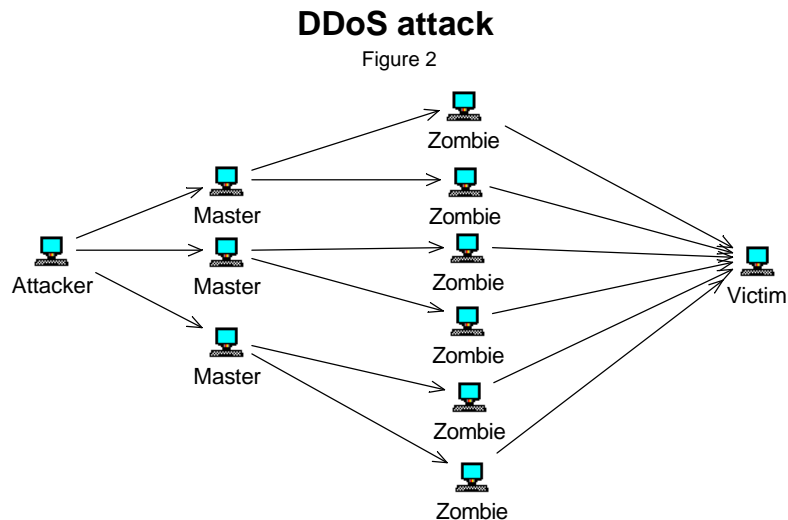 DDoS attack
Figure 2
Zombie
Master
Zombie
Attacker
Master
Zombie
Victim
Zombie
Master
Zombie
Zombie